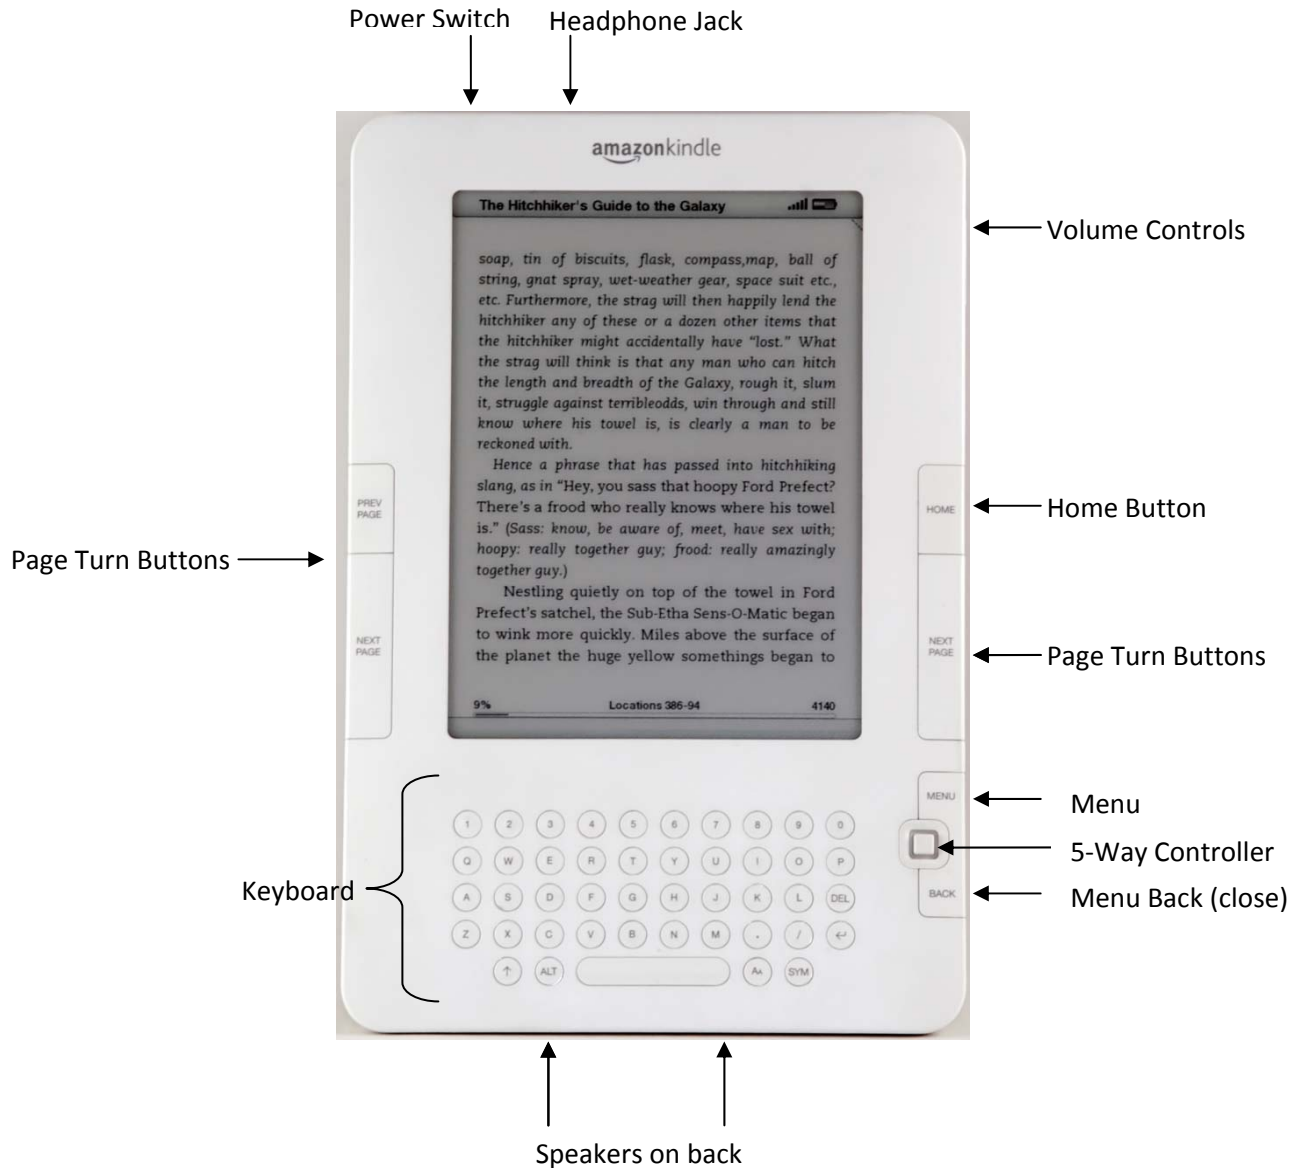 Power Switch Headphone Jack
amazonkindle
The Hitchhiker's Guide to the Galaxy
Volume Controls
soap, tin of biscuits, flask, compass,map, ball of
string, gnat spray, wet-weather gear, space suit etc.,
etc. Furthermore, the strag will then happily lend the
hitchhiker any of these or a dozen other items that
the hitchhiker might accidentally have “lost.” What
the strag will think is that any man who can hitch
the length and breadth of the Galaxy, rough it, slum
it, struggle against terribleodds, win through and still
know where his towel is, is clearly a man to be
reckoned with.
Hence a phrase that has passed into hitchhiking
slang, as in “Hey, you sass that hoopy Ford Prefect?
There's a frood who really knows where his towel
is.” (Sass: know, be aware of, meet, have sex with;
hoopy: really together guy; frood: really amazingly
together guy.)
Nestling quietly on top of the towel in Ford
Prefect's satchel, the Sub-Etha Sens-O-Matic began
to wink more quickly. Miles above the surface of
the planet the huge yellow somethings began to
9% Locations 386-94 4140
PREV
PAGE
HOME
Home Button
Page Turn Buttons
NEXT
PAGE
NEXT
PAGE
Page Turn Buttons
MENU
Menu
5-Way Controller
BACK
Menu Back (close)
Keyboard
1 2 3 4 5 6 7 8 9 0
Q W E R T Y U I O P
A S D F G H J K L DEL
Z X C V B N M . / ↵
↑ ALT AA SYM
Speakers on back